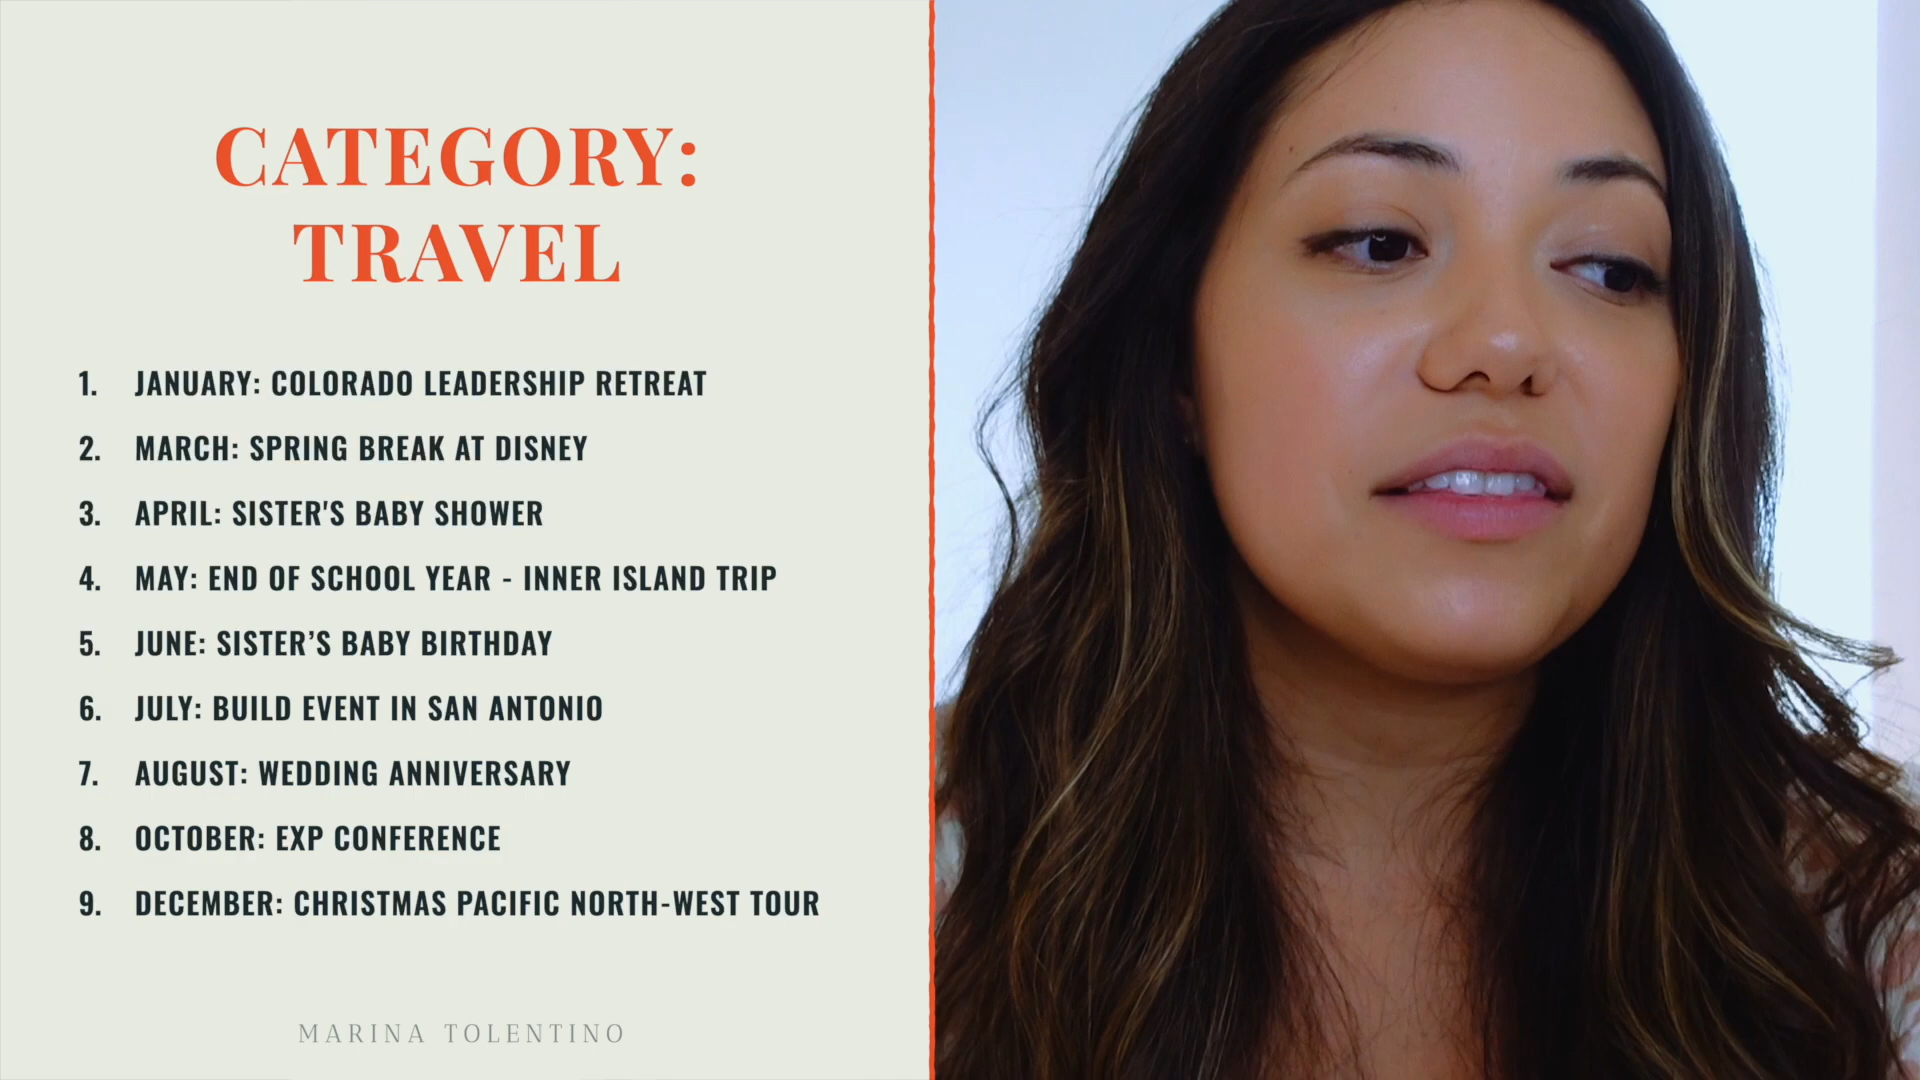 CATEGORY:
TRAVEL
1. JANUARY: COLORADO LEADERSHIP RETREAT
2. MARCH: SPRING BREAK AT DISNEY
3. APRIL: SISTER'S BABY SHOWER
4. MAY: END OF SCHOOL YEAR - INNER ISLAND TRIP
5. JUNE: SISTER’S BABY BIRTHDAY
6. JULY: BUILD EVENT IN SAN ANTONIO
7. AUGUST: WEDDING ANNIVERSARY
8. OCTOBER: EXP CONFERENCE
9. DECEMBER: CHRISTMAS PACIFIC NORTH-WEST TOUR
MARINA TOLENTINO